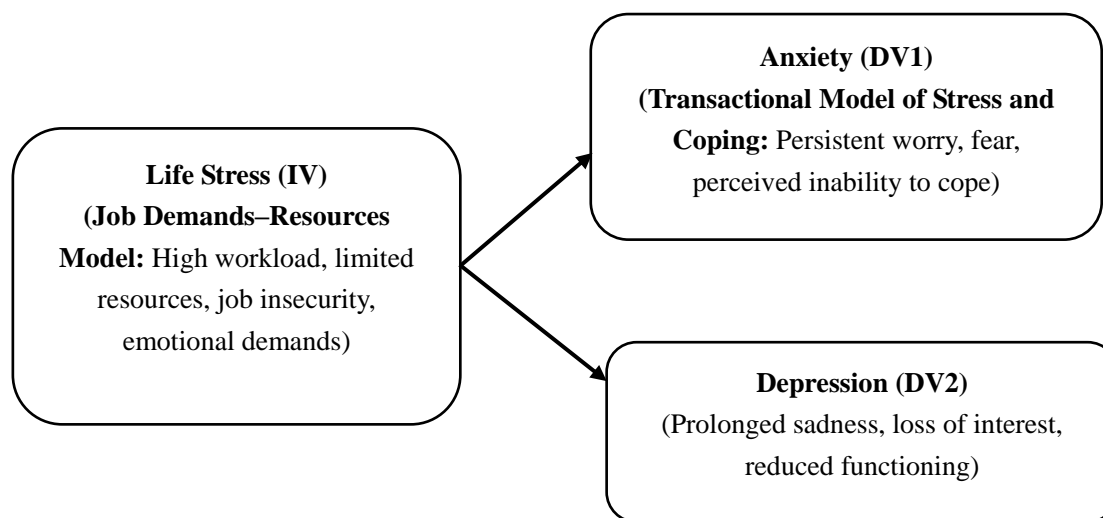 Life Stress (IV)
(Job Demands–Resources
Model: High workload, limited
resources, job insecurity,
emotional demands)
Anxiety (DV1)
(Transactional Model of Stress and
Coping: Persistent worry, fear,
perceived inability to cope)
Depression (DV2)
(Prolonged sadness, loss of interest,
reduced functioning)